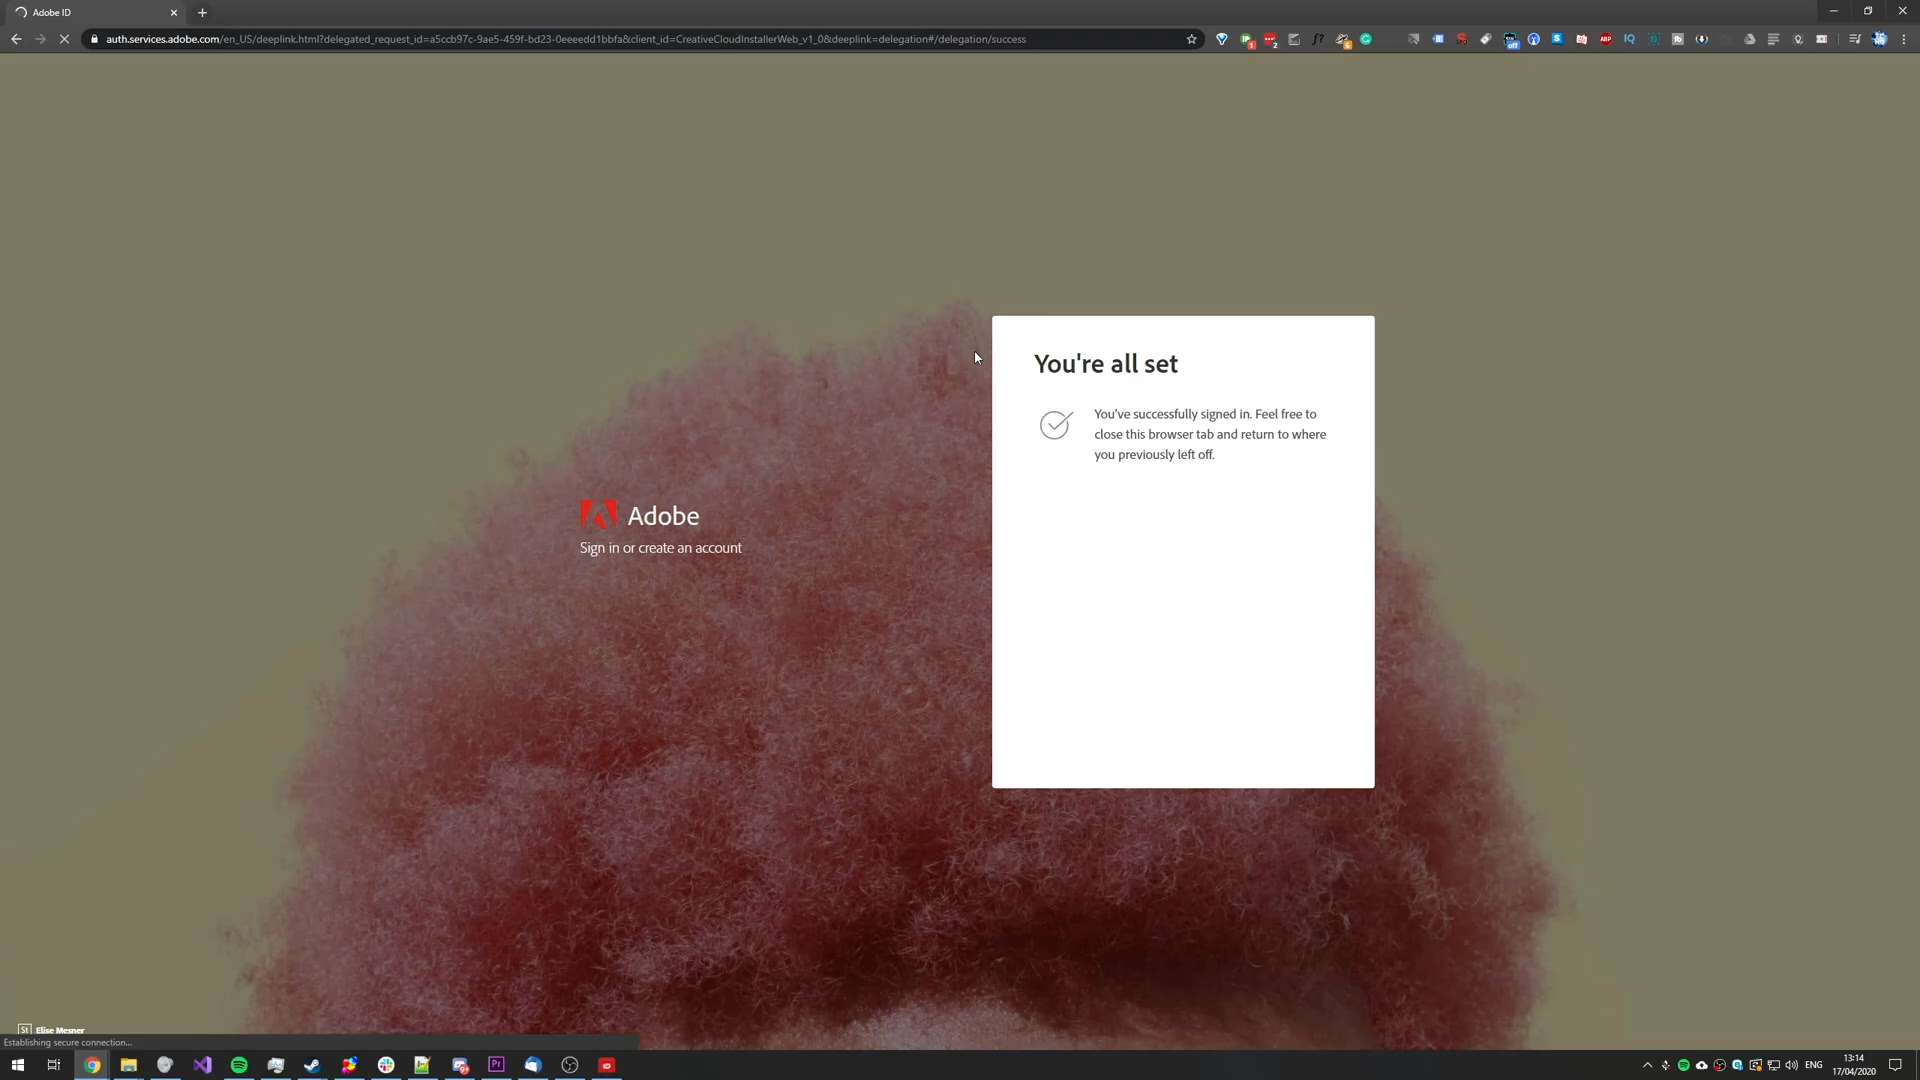 Adobe ID
auth.services.adobe.com/en_US/deeplink.html?delegated_request_id=a5ccb97c-9ae5-459f-bd23-0eeeedd1bbfa&client_id=CreativeCloudInstallerWeb_v1_0&deeplink=delegation#/delegation/success
You're all set
You've successfully signed in. Feel free to
close this browser tab and return to where
you previously left off.
Adobe
Sign in or create an account
St Elise Mesner
Establishing secure connection...
Pr
ENG
13:14
17/04/2020